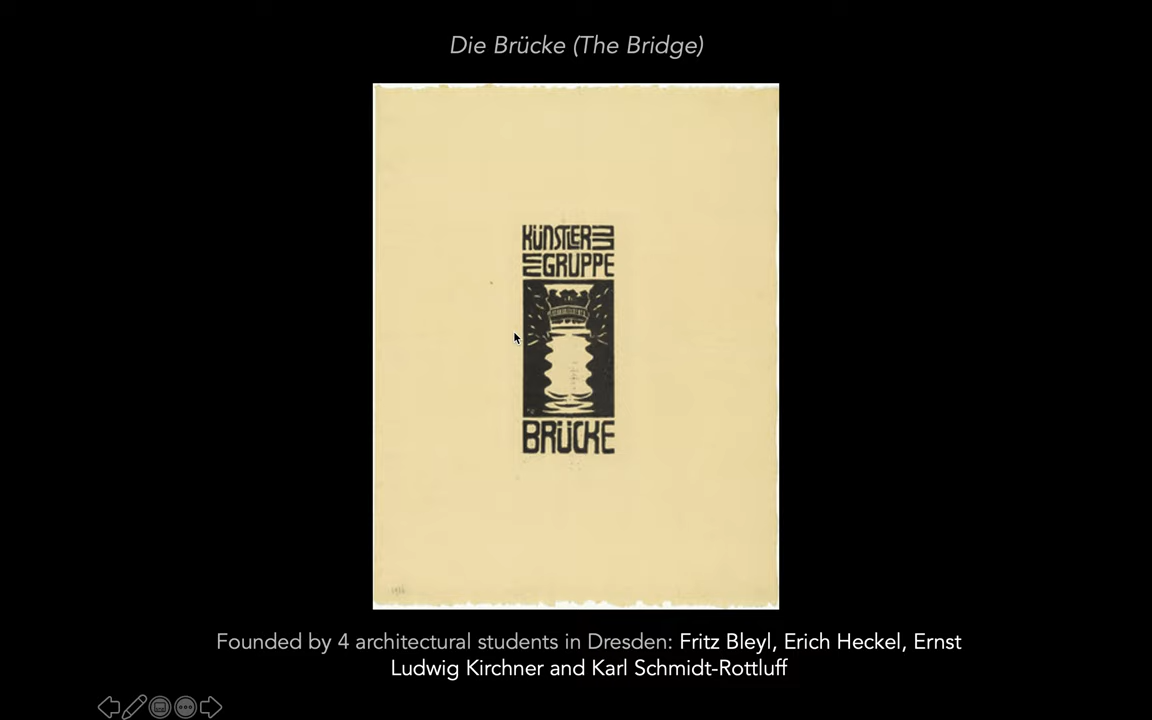 Die Brücke (The Bridge)
KÜNSTLER
GRUPPE
BRÜCKE
Founded by 4 architectural students in Dresden: Fritz Bleyl, Erich Heckel, Ernst
Ludwig Kirchner and Karl Schmidt-Rottluff